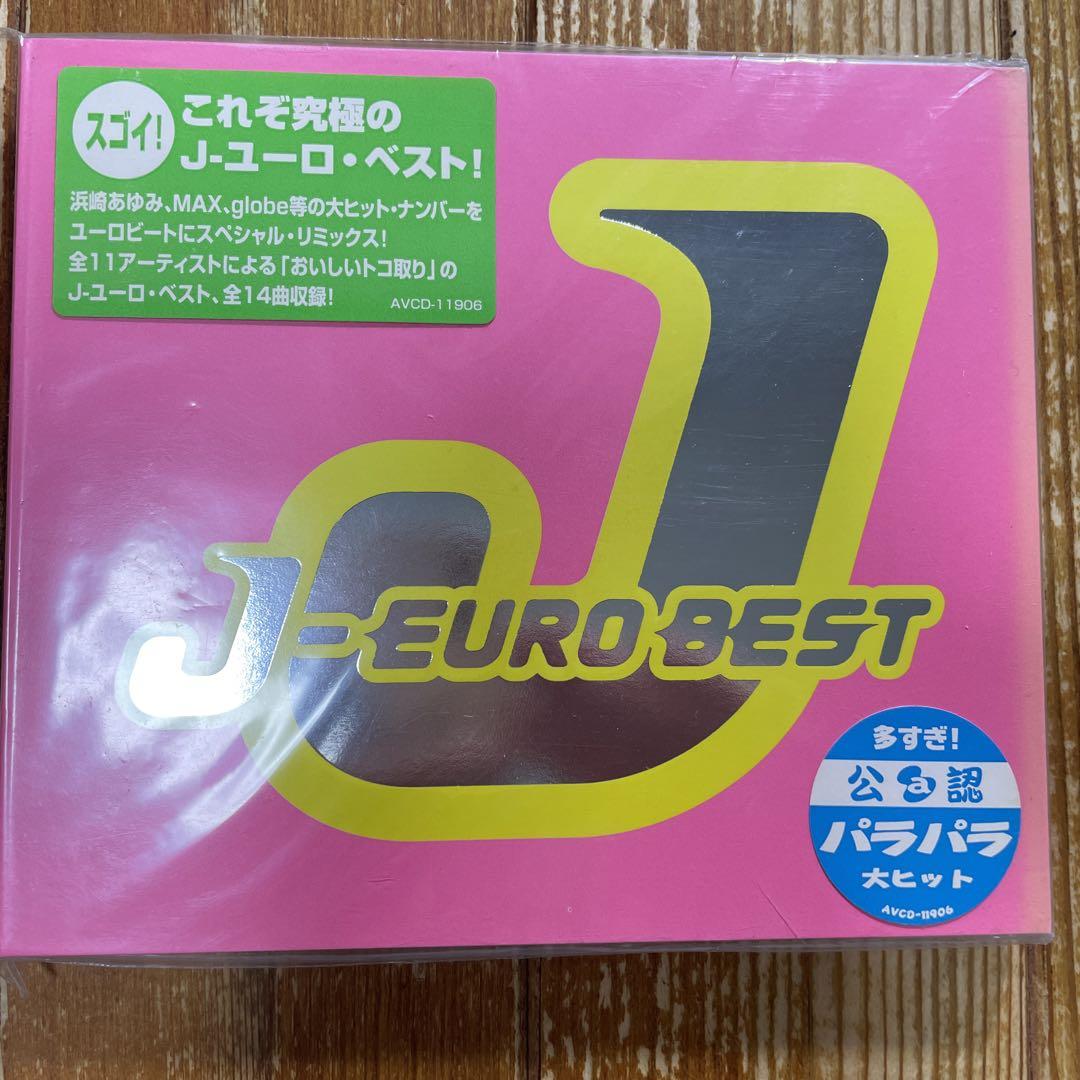 スゴイ!
これぞ究極の
J-ユーロ・ベスト!
浜崎あゆみ、MAX、globe等の大ヒット・ナンバーを
ユーロビートにスペシャル・リミックス!
全11アーティストによる「おいしいトコ取り」の
J-ユーロ・ベスト、全14曲収録!
AVCD-11906
J
J-EURO BEST
多すぎ!
公a認
パラパラ
大ヒット
AVCD-11906